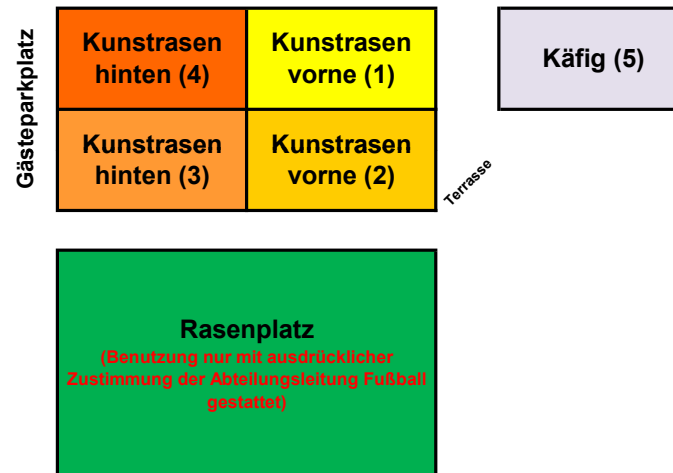 Gästeparkplatz
Kunstrasen
hinten (4)
Kunstrasen
vorne (1)
Käfig (5)
Kunstrasen
hinten (3)
Kunstrasen
vorne (2)
Terrasse
Rasenplatz
(Benutzung nur mit ausdrücklicher
Zustimmung der Abteilungsleitung Fußball
gestattet)